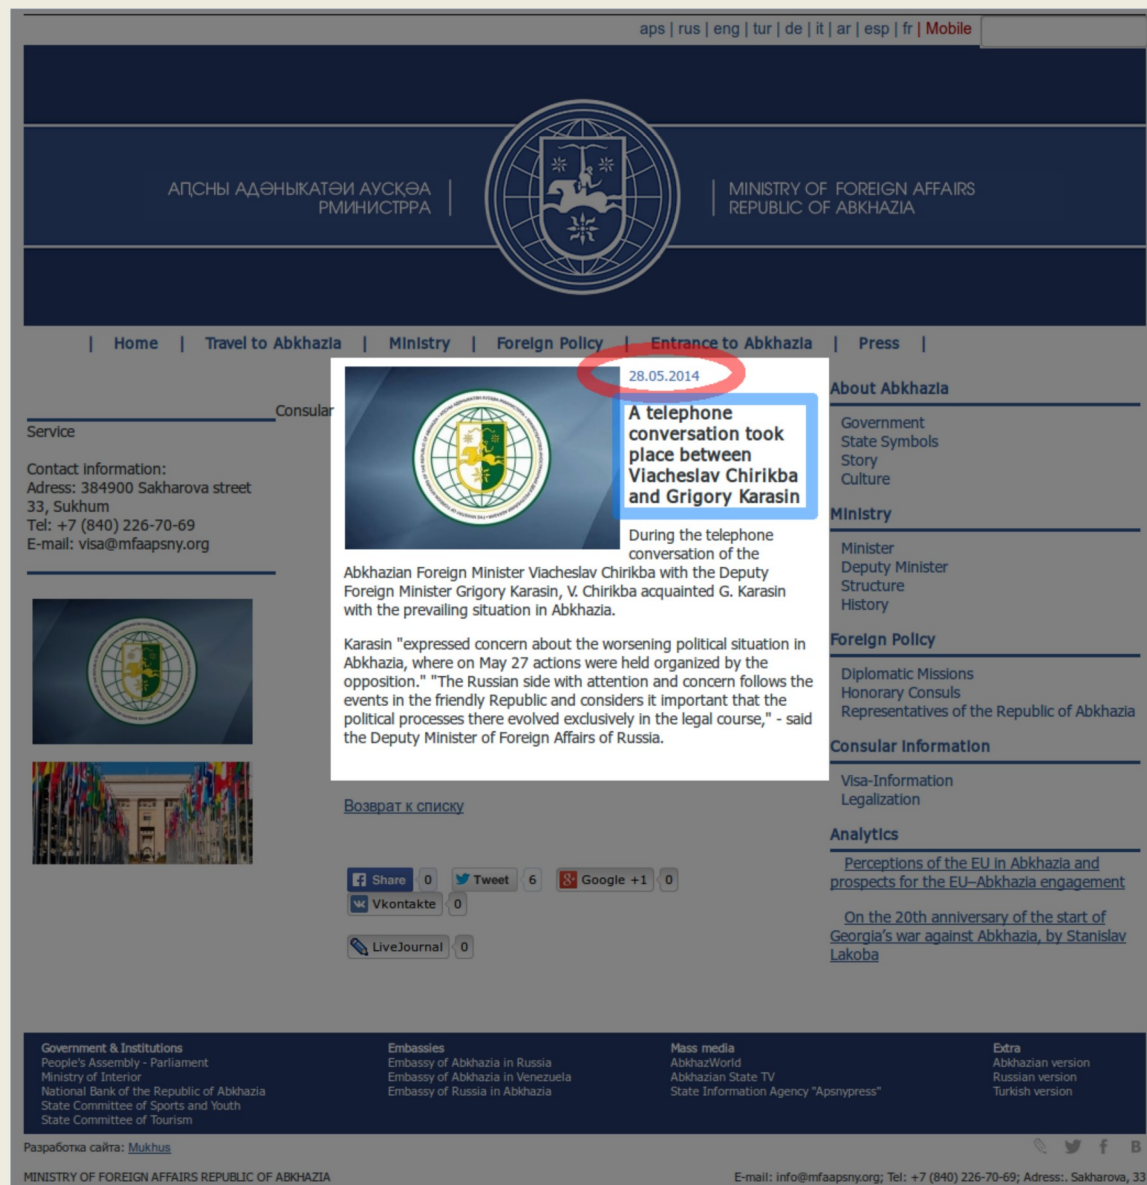 aps | rus | eng | tur | de | it | ar | esp | fr | Mobile
АԤСНЫ АДӘНЫКАТӘИ АУСҚӘА
РМИНИСТРРА
MINISTRY OF FOREIGN AFFAIRS
REPUBLIC OF ABKHAZIA
| Home | Travel to Abkhazia | Ministry | Foreign Policy | Entrance to Abkhazia | Press |
Consular
Service
Contact information:
Adress: 384900 Sakharova street
33, Sukhum
Tel: +7 (840) 226-70-69
E-mail: visa@mfaapsny.org
28.05.2014
A telephone
conversation took
place between
Viacheslav Chirikba
and Grigory Karasin
During the telephone
conversation of the
Abkhazian Foreign Minister Viacheslav Chirikba with the Deputy
Foreign Minister Grigory Karasin, V. Chirikba acquainted G. Karasin
with the prevailing situation in Abkhazia.
Karasin "expressed concern about the worsening political situation in
Abkhazia, where on May 27 actions were held organized by the
opposition." "The Russian side with attention and concern follows the
events in the friendly Republic and considers it important that the
political processes there evolved exclusively in the legal course," - said
the Deputy Minister of Foreign Affairs of Russia.
Возврат к списку
Share 0 Tweet 6 Google +1 0
Vkontakte 0
LiveJournal 0
About Abkhazia
Government
State Symbols
Story
Culture
Ministry
Minister
Deputy Minister
Structure
History
Foreign Policy
Diplomatic Missions
Honorary Consuls
Representatives of the Republic of Abkhazia
Consular Information
Visa-Information
Legalization
Analytics
Perceptions of the EU in Abkhazia and
prospects for the EU–Abkhazia engagement
On the 20th anniversary of the start of
Georgia's war against Abkhazia, by Stanislav
Lakoba
Government & Institutions
People's Assembly - Parliament
Ministry of Interior
National Bank of the Republic of Abkhazia
State Committee of Sports and Youth
State Committee of Tourism
Embassies
Embassy of Abkhazia in Russia
Embassy of Abkhazia in Venezuela
Embassy of Russia in Abkhazia
Mass media
AbkhazWorld
Abkhazian State TV
State Information Agency "Apsnypress"
Extra
Abkhazian version
Russian version
Turkish version
Разработка сайта: Mukhus
MINISTRY OF FOREIGN AFFAIRS REPUBLIC OF ABKHAZIA
E-mail: info@mfaapsny.org; Tel: +7 (840) 226-70-69; Adress:. Sakharova, 33